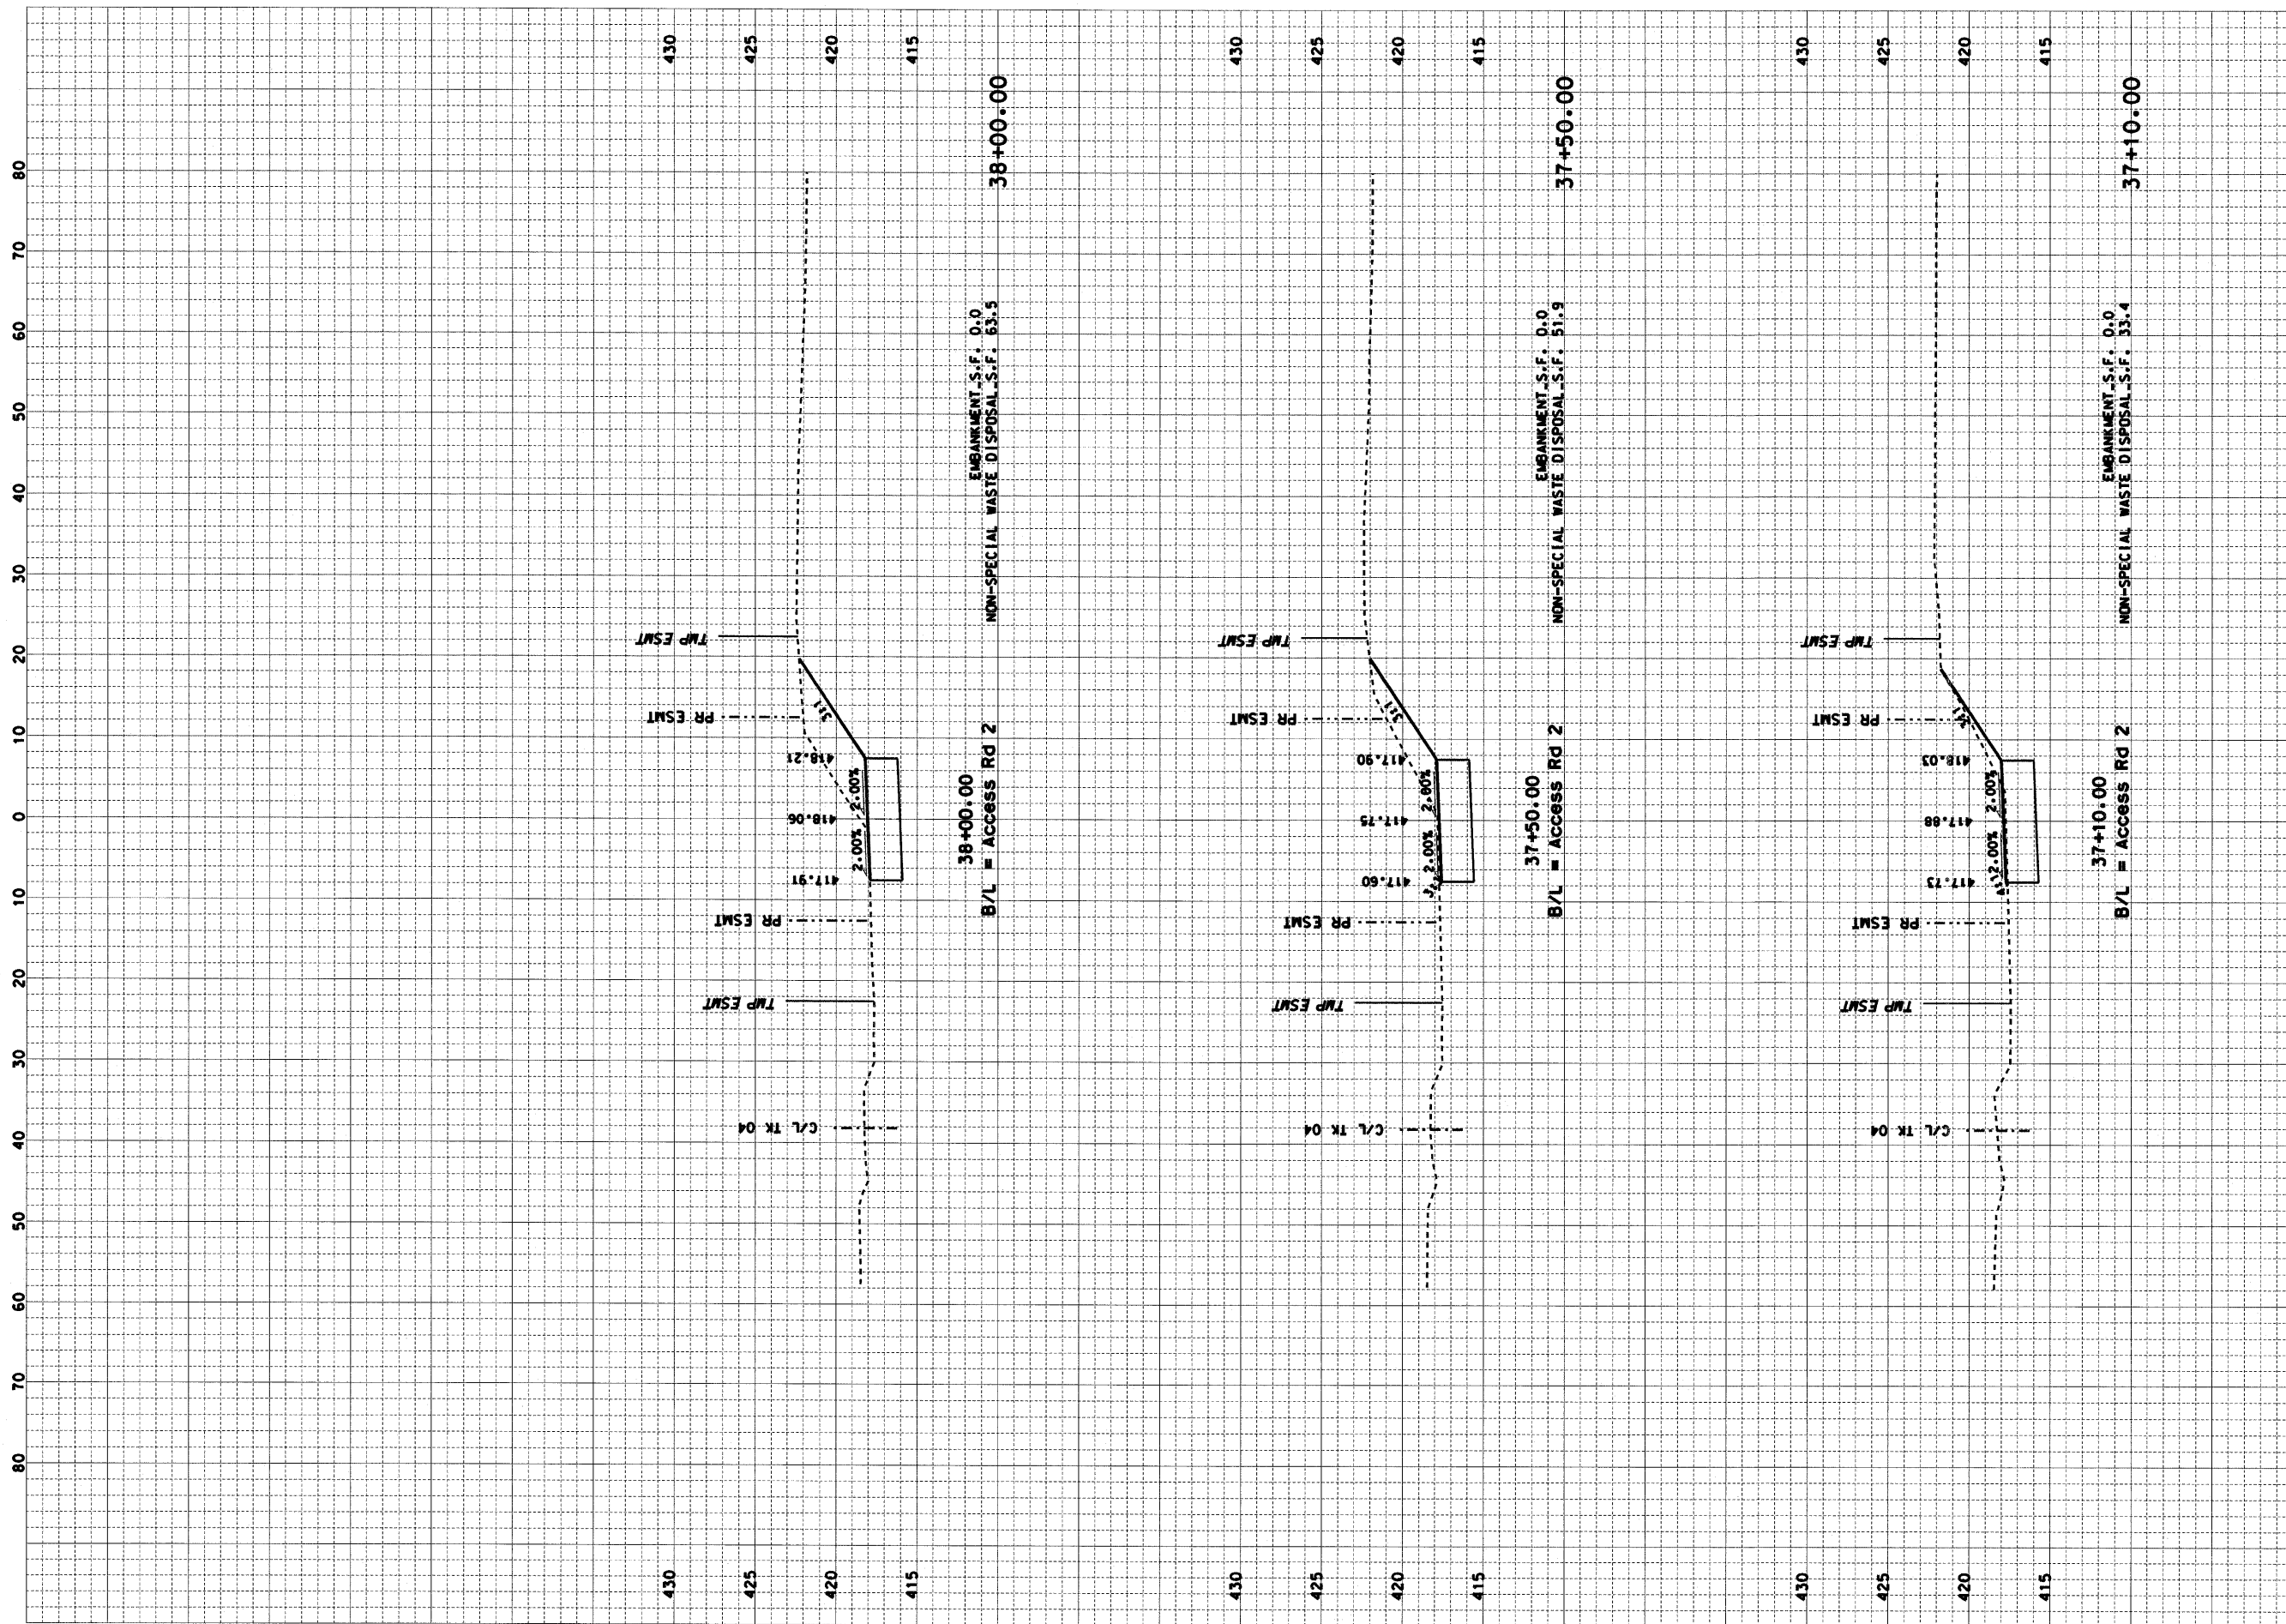 80 70 60 50 40 30 20 10 0 10 20 30 40 50 60 70 80
430
425
420
415
38+00.00
TMP ESMT
PR ESMT
C/L TK 04
PR ESMT
TMP ESMT
3:1
417.91
418.06
418.21
2.00% 2.00%
38+00.00
B/L = Access Rd 2
EMBANKMENT_S.F. 0.0
NON-SPECIAL WASTE DISPOSAL_S.F. 63.5
430
425
420
415
430
425
420
415
37+50.00
TMP ESMT
PR ESMT
C/L TK 04
PR ESMT
TMP ESMT
3:1
417.60
417.75
417.90
2.00% 2.00%
37+50.00
B/L = Access Rd 2
EMBANKMENT_S.F. 0.0
NON-SPECIAL WASTE DISPOSAL_S.F. 51.9
430
425
420
415
430
425
420
415
37+10.00
TMP ESMT
PR ESMT
C/L TK 04
PR ESMT
TMP ESMT
417.73
417.88
418.03
2.00% 2.00%
37+10.00
B/L = Access Rd 2
EMBANKMENT_S.F. 0.0
NON-SPECIAL WASTE DISPOSAL_S.F. 33.4
430
425
420
415